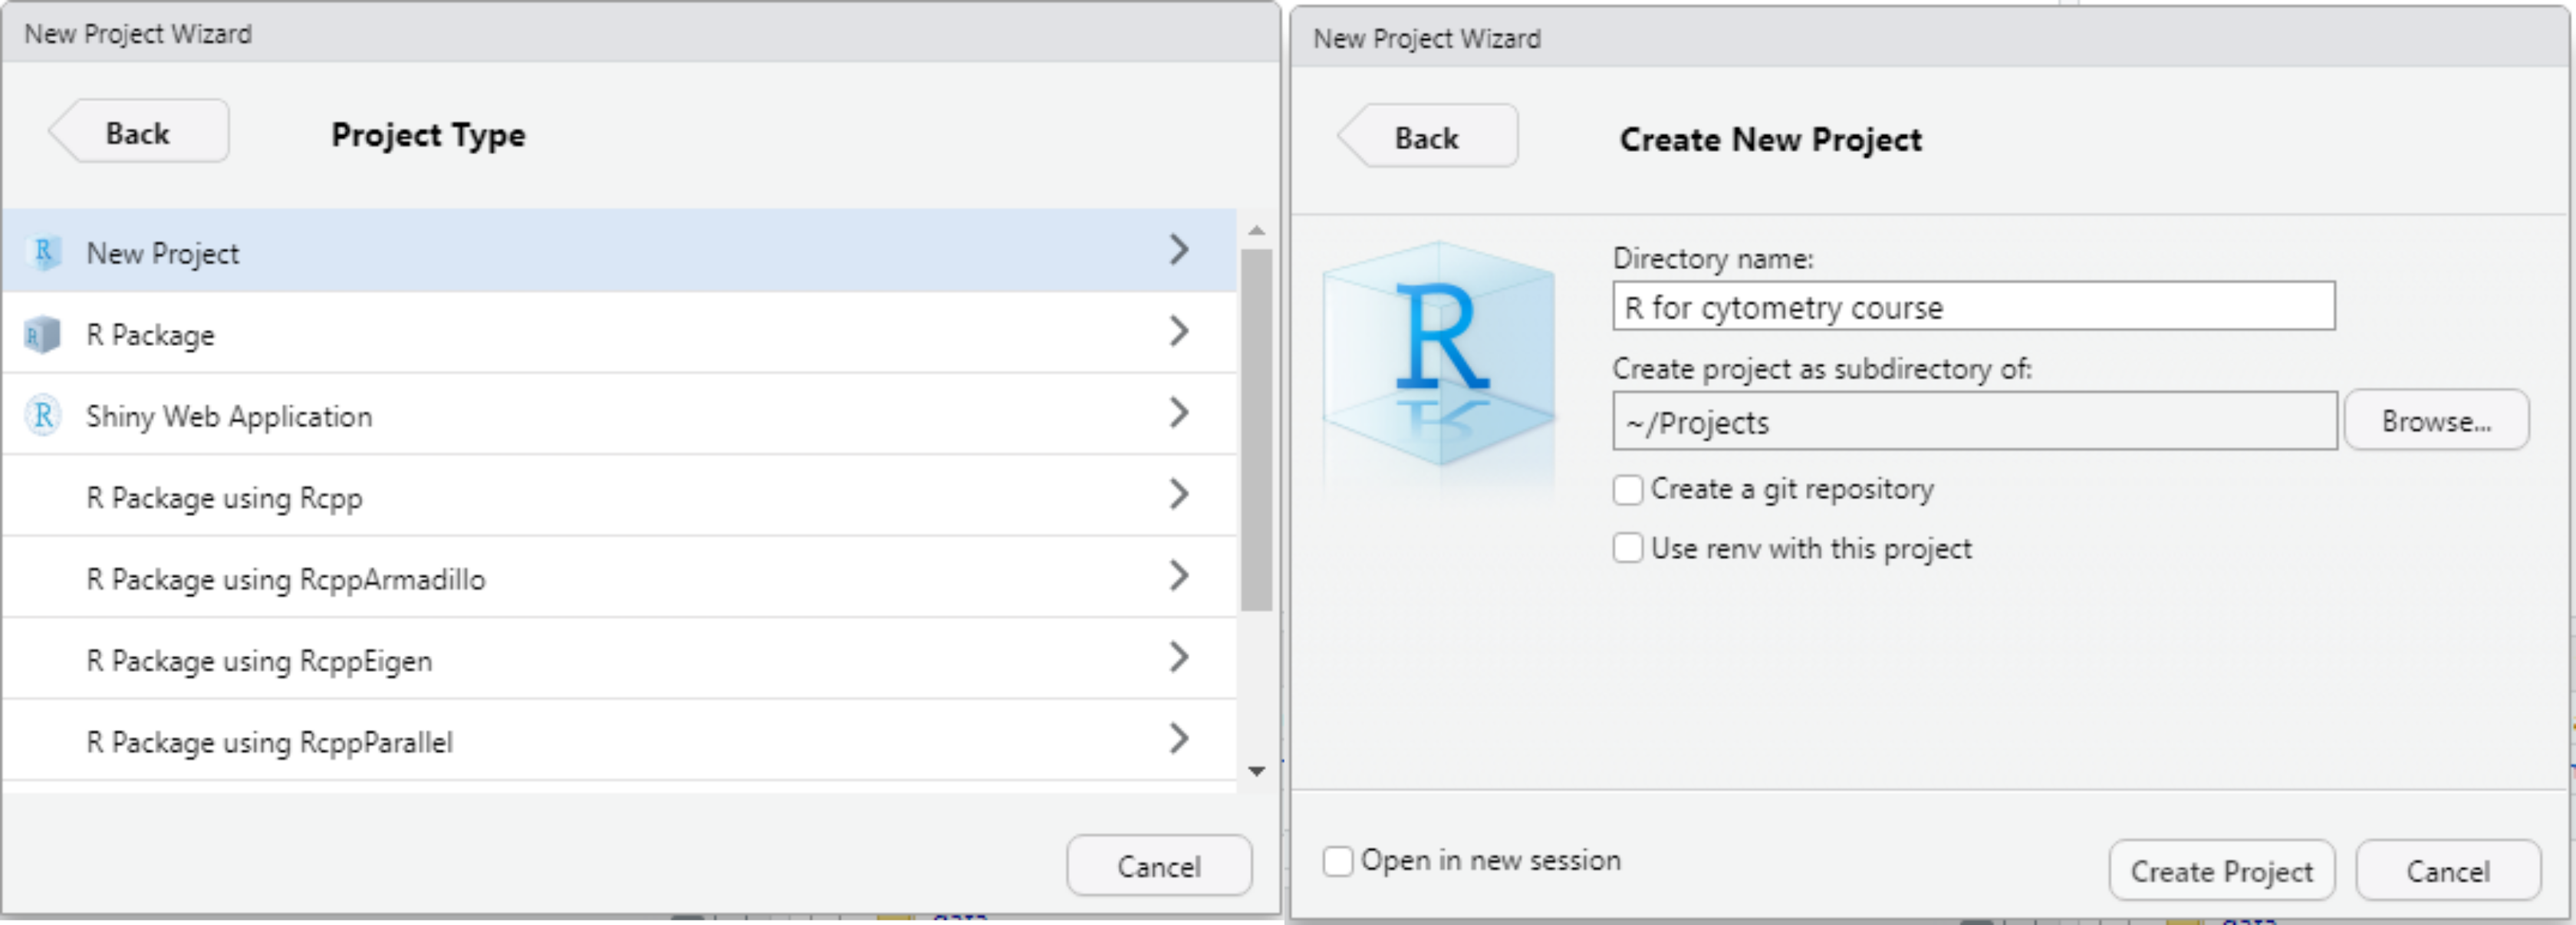 New Project Wizard
Back
Project Type
R New Project
R R Package
R Shiny Web Application
R Package using Rcpp
R Package using RcppArmadillo
R Package using RcppEigen
R Package using RcppParallel
Cancel
New Project Wizard
Back
Create New Project
R
Directory name:
R for cytometry course
Create project as subdirectory of:
~/Projects
Browse...
Create a git repository
Use renv with this project
Open in new session
Create Project
Cancel